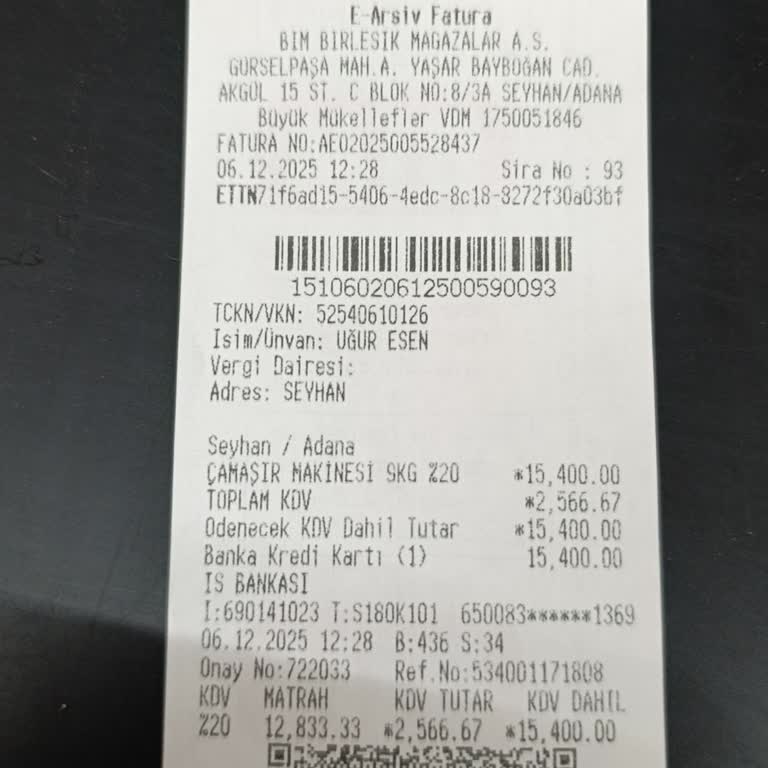 E-Arsiv Fatura
BIM BIRLESIK MAGAZALAR A.S.
GÜRSELPAŞA MAH.A. YAŞAR BAYBOĞAN CAD.
AKGÜL 15 ST. C BLOK NO:8/3A SEYHAN/ADANA
Büyük Mükellefler VDM 1750051846
FATURA NO:AE02025005528437
06.12.2025 12:28 Sira No : 93
ETTN71f6ad15-5406-4edc-8c18-8272f30a03bf
15106020612500590093
TCKN/VKN: 52540610126
Isim/Ünvan: UĞUR ESEN
Vergi Dairesi:
Adres: SEYHAN
Seyhan / Adana
ÇAMAŞIR MAKİNESİ 9KG %20 *15,400.00
TOPLAM KDV *2,566.67
Odenecek KDV Dahil Tutar *15,400.00
Banka Kredi Kartı (1) 15,400.00
IS BANKASI
I:690141023 T:S180K101 650083******1369
06.12.2025 12:28 B:436 S:34
Onay No:722033 Ref.No:534001171808
KDV MATRAH KDV TUTAR KDV DAHIL
%20 12,833.33 *2,566.67 *15,400.00